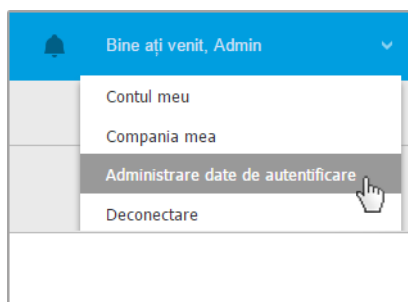 Bine ați venit, Admin
Contul meu
Compania mea
Administrare date de autentificare
Deconectare